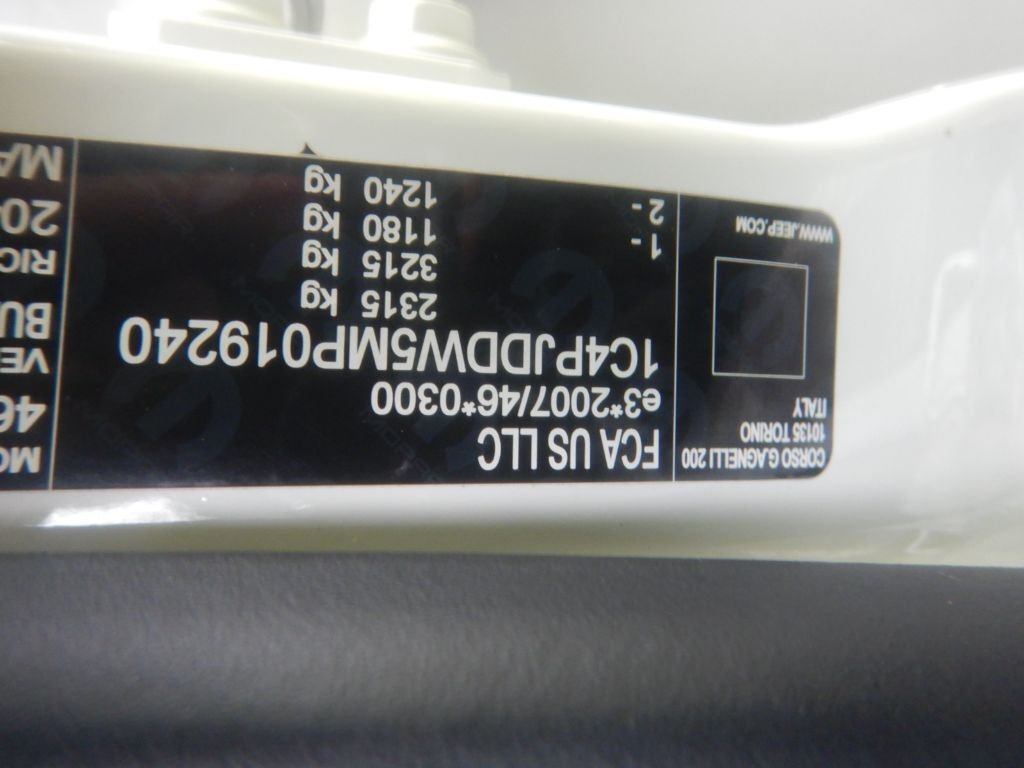 CORSO G.AGNELLI 200
10135 TORINO
ITALY
WWW.JEEP.COM
FCA US LLC
e3*2007/46*0300
1C4PJDDW5MP019240
2315 kg
3215 kg
1 - 1180 kg
2 - 1240 kg